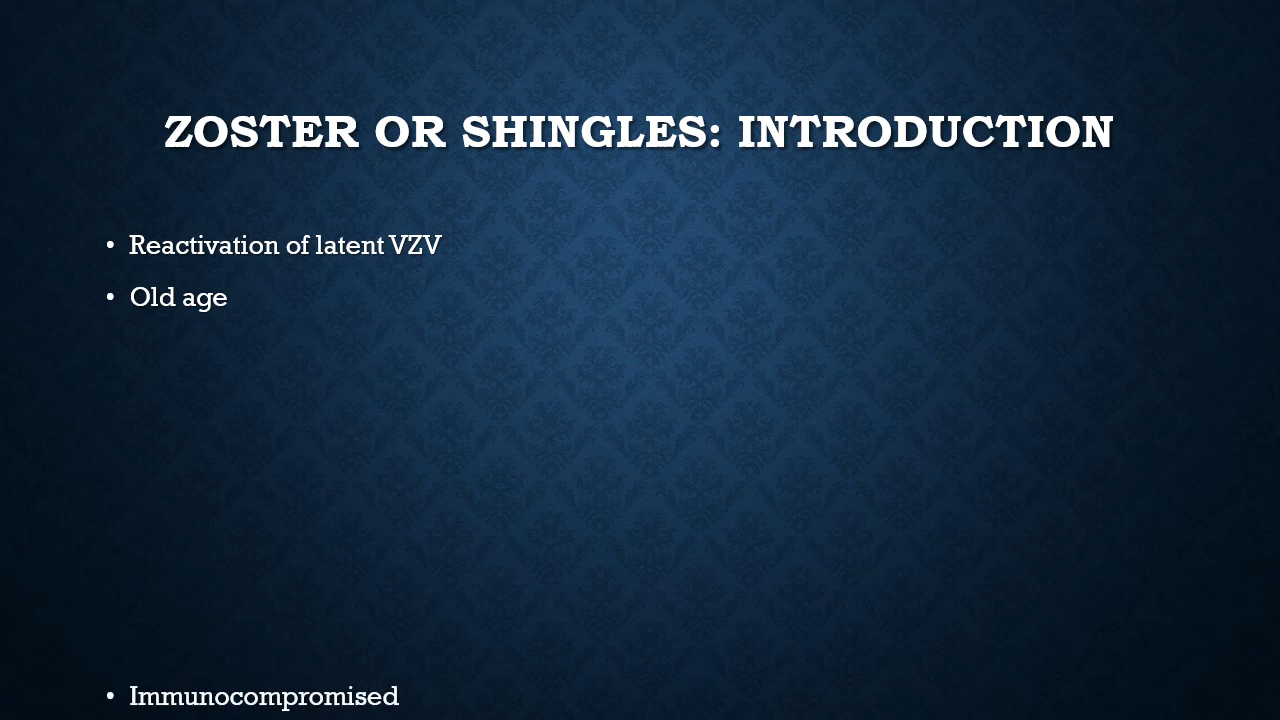 ZOSTER OR SHINGLES: INTRODUCTION
• Reactivation of latent VZV
• Old age
• Immunocompromised